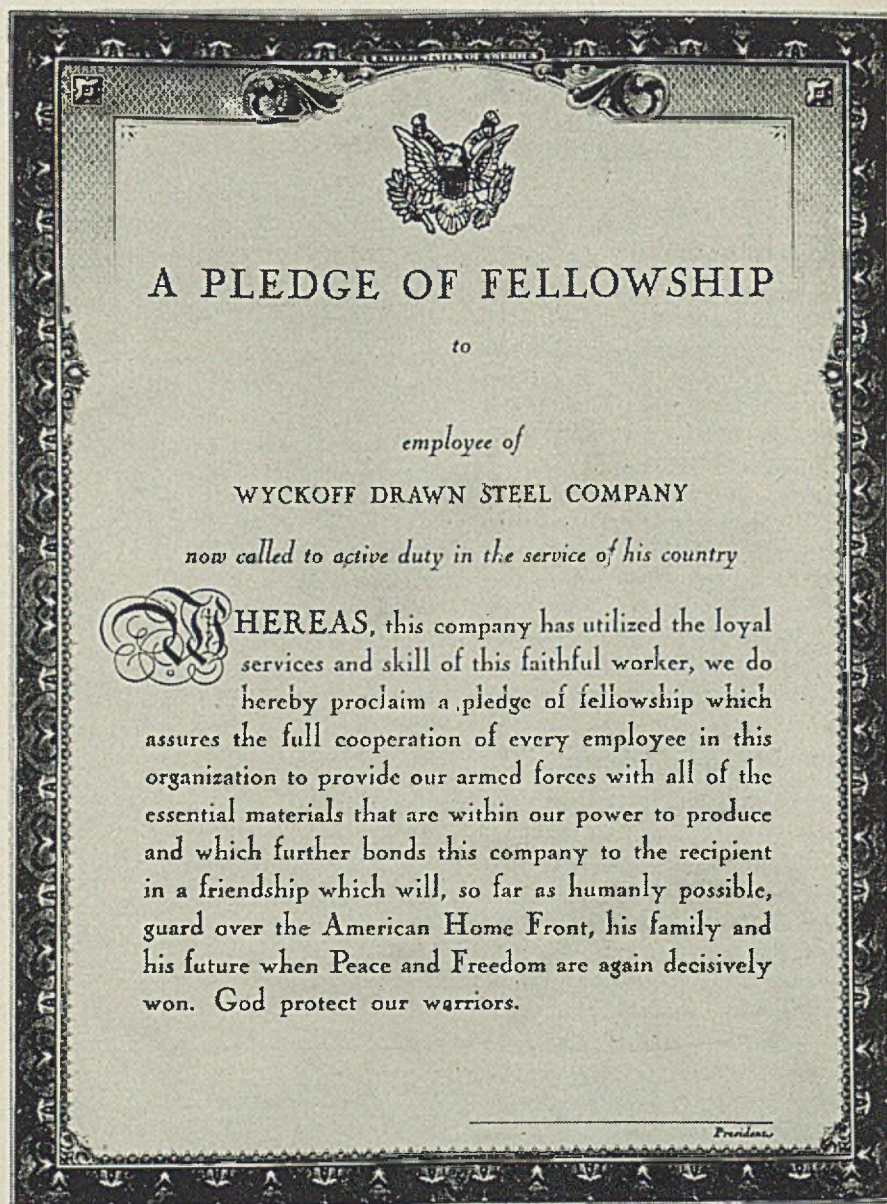 UNITED STATES OF AMERICA
A PLEDGE OF FELLOWSHIP
to
employee of
WYCKOFF DRAWN STEEL COMPANY
now called to active duty in the service of his country
WHEREAS, this company has utilized the loyal
services and skill of this faithful worker, we do
hereby proclaim a pledge of fellowship which
assures the full cooperation of every employee in this
organization to provide our armed forces with all of the
essential materials that are within our power to produce
and which further bonds this company to the recipient
in a friendship which will, so far as humanly possible,
guard over the American Home Front, his family and
his future when Peace and Freedom are again decisively
won. God protect our warriors.
President